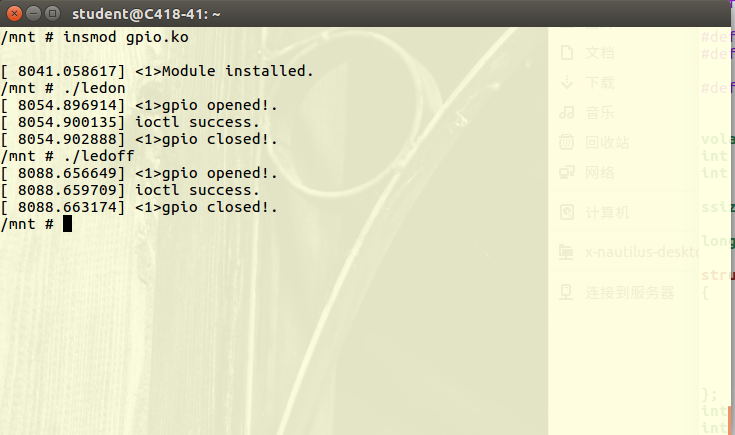 student@C418-41: ~
/mnt # insmod gpio.ko
[ 8041.058617] <1>Module installed.
/mnt # ./ledon
[ 8054.896914] <1>gpio opened!.
[ 8054.900135] ioctl success.
[ 8054.902888] <1>gpio closed!.
/mnt # ./ledoff
[ 8088.656649] <1>gpio opened!.
[ 8088.659709] ioctl success.
[ 8088.663174] <1>gpio closed!.
/mnt #
文档
下载
音乐
回收站
网络
计算机
x-nautilus-deskto
连接到服务器
#def
#def
#def
vola
int
int
ssiz
long
stru
{
};
int
int